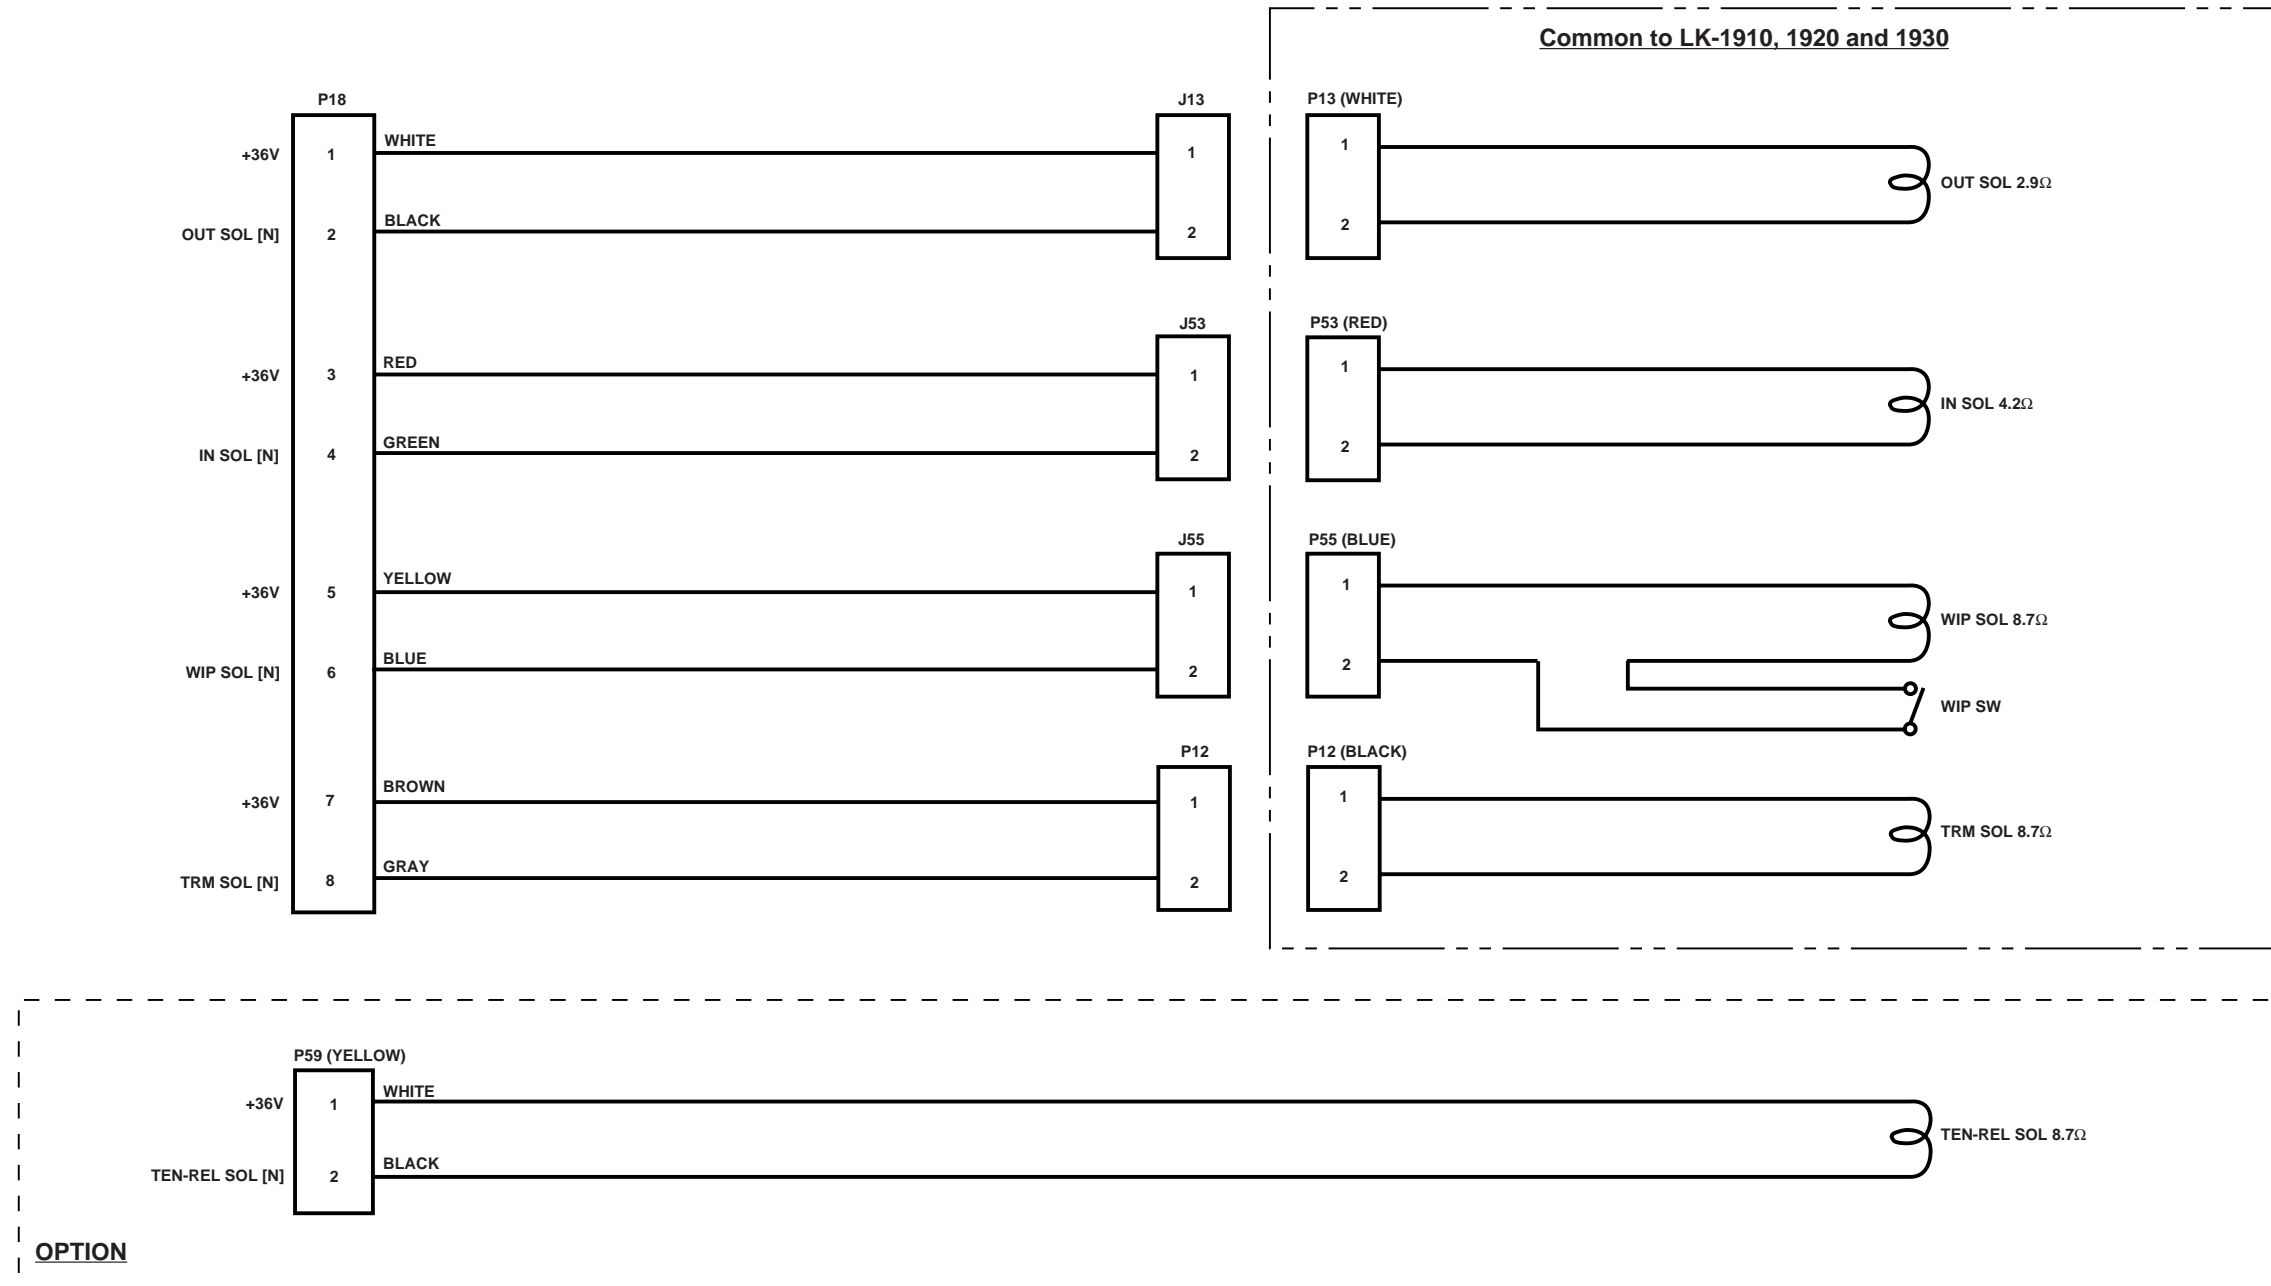 Common to LK-1910, 1920 and 1930
P18
J13
P13 (WHITE)
+36V 1 WHITE 1 1
OUT SOL 2.9Ω
OUT SOL [N] 2 BLACK 2 2
J53
P53 (RED)
+36V 3 RED 1 1
IN SOL 4.2Ω
IN SOL [N] 4 GREEN 2 2
J55
P55 (BLUE)
+36V 5 YELLOW 1 1
WIP SOL 8.7Ω
WIP SOL [N] 6 BLUE 2 2
WIP SW
P12
P12 (BLACK)
+36V 7 BROWN 1 1
TRM SOL 8.7Ω
TRM SOL [N] 8 GRAY 2 2
P59 (YELLOW)
+36V 1 WHITE
TEN-REL SOL 8.7Ω
TEN-REL SOL [N] 2 BLACK
OPTION